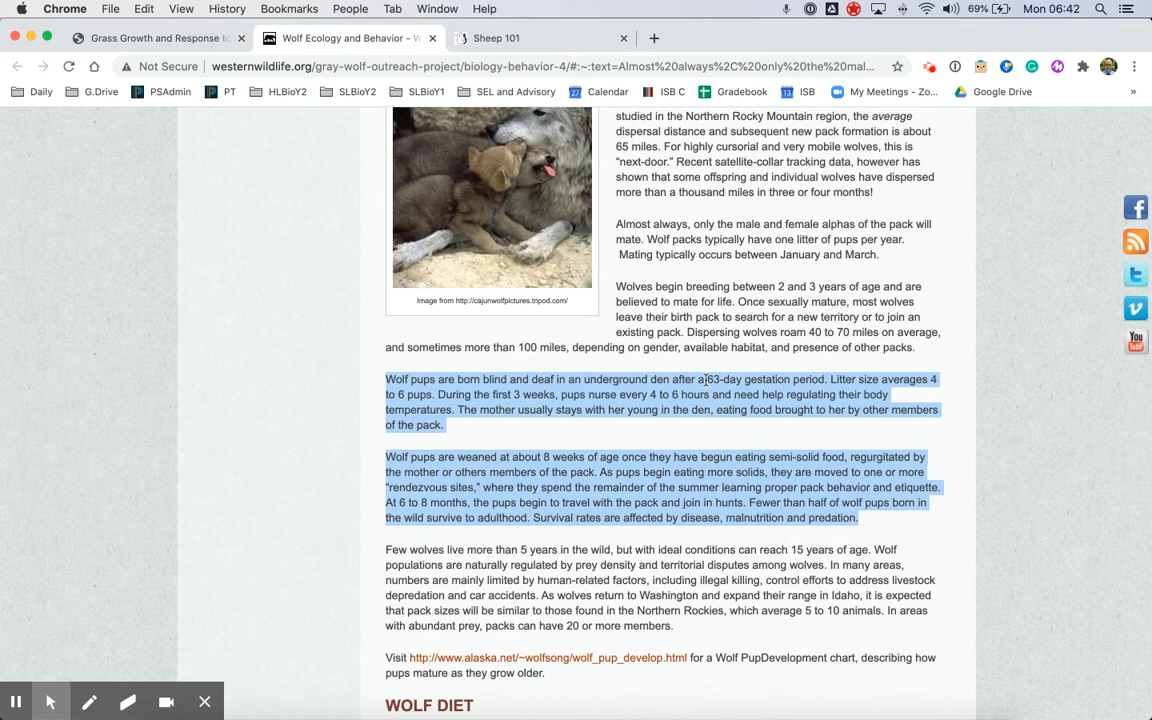 Chrome File Edit View History Bookmarks People Tab Window Help 69% Mon 06:42
Grass Growth and Response to Wolf Ecology and Behavior - W Sheep 101
Not Secure westernwildlife.org/gray-wolf-outreach-project/biology-behavior-4/#:~:text=Almost%20always%2C%20only%20the%20mal...
Daily G.Drive PSAdmin PT HLBioY2 SLBioY2 SLBioY1 SEL and Advisory Calendar ISB C Gradebook ISB My Meetings - Zo... Google Drive »
studied in the Northern Rocky Mountain region, the average
dispersal distance and subsequent new pack formation is about
65 miles. For highly cursorial and very mobile wolves, this is
“next-door.” Recent satellite-collar tracking data, however has
shown that some offspring and individual wolves have dispersed
more than a thousand miles in three or four months!
Almost always, only the male and female alphas of the pack will
mate. Wolf packs typically have one litter of pups per year.
Mating typically occurs between January and March.
Image from http://cajunwolfpictures.tripod.com/
Wolves begin breeding between 2 and 3 years of age and are
believed to mate for life. Once sexually mature, most wolves
leave their birth pack to search for a new territory or to join an
existing pack. Dispersing wolves roam 40 to 70 miles on average,
and sometimes more than 100 miles, depending on gender, available habitat, and presence of other packs.
Wolf pups are born blind and deaf in an underground den after a 63-day gestation period. Litter size averages 4
to 6 pups. During the first 3 weeks, pups nurse every 4 to 6 hours and need help regulating their body
temperatures. The mother usually stays with her young in the den, eating food brought to her by other members
of the pack.
Wolf pups are weaned at about 8 weeks of age once they have begun eating semi-solid food, regurgitated by
the mother or others members of the pack. As pups begin eating more solids, they are moved to one or more
“rendezvous sites,” where they spend the remainder of the summer learning proper pack behavior and etiquette.
At 6 to 8 months, the pups begin to travel with the pack and join in hunts. Fewer than half of wolf pups born in
the wild survive to adulthood. Survival rates are affected by disease, malnutrition and predation.
Few wolves live more than 5 years in the wild, but with ideal conditions can reach 15 years of age. Wolf
populations are naturally regulated by prey density and territorial disputes among wolves. In many areas,
numbers are mainly limited by human-related factors, including illegal killing, control efforts to address livestock
depredation and car accidents. As wolves return to Washington and expand their range in Idaho, it is expected
that pack sizes will be similar to those found in the Northern Rockies, which average 5 to 10 animals. In areas
with abundant prey, packs can have 20 or more members.
Visit http://www.alaska.net/~wolfsong/wolf_pup_develop.html for a Wolf PupDevelopment chart, describing how
pups mature as they grow older.
WOLF DIET
You Tube